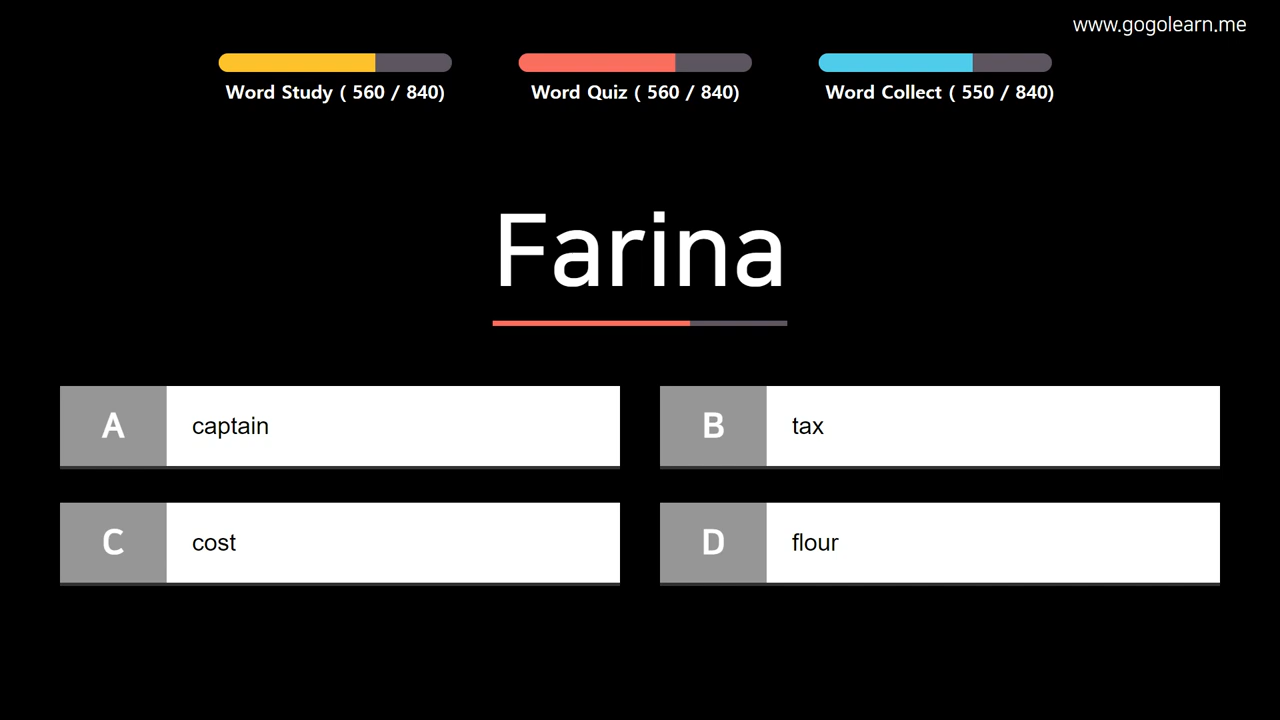 www.gogolearn.me
Word Study ( 560 / 840)
Word Quiz ( 560 / 840)
Word Collect ( 550 / 840)
Farina
A captain
B tax
C cost
D flour